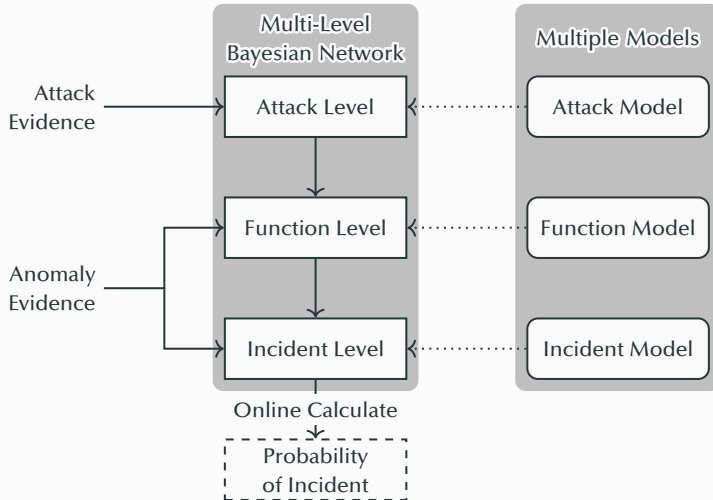 Multi-Level
Bayesian Network
Multiple Models
Attack
Evidence
Attack Level
Attack Model
Function Level
Function Model
Anomaly
Evidence
Incident Level
Incident Model
Online Calculate
Probability
of Incident